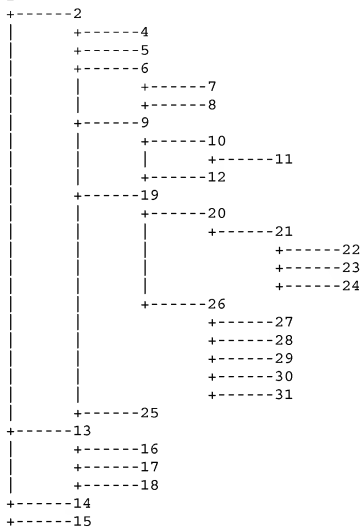 +------2
|       +------4
|       +------5
|       +------6
|       |       +------7
|       |       +------8
|       +------9
|       |       +------10
|       |       |       +------11
|       |       +------12
|       +------19
|       |       +------20
|       |       |       +------21
|       |       |               +------22
|       |       |               +------23
|       |       |               +------24
|       |       +------26
|       |               +------27
|       |               +------28
|       |               +------29
|       |               +------30
|       |               +------31
|       +------25
+------13
|       +------16
|       +------17
|       +------18
+------14
+------15